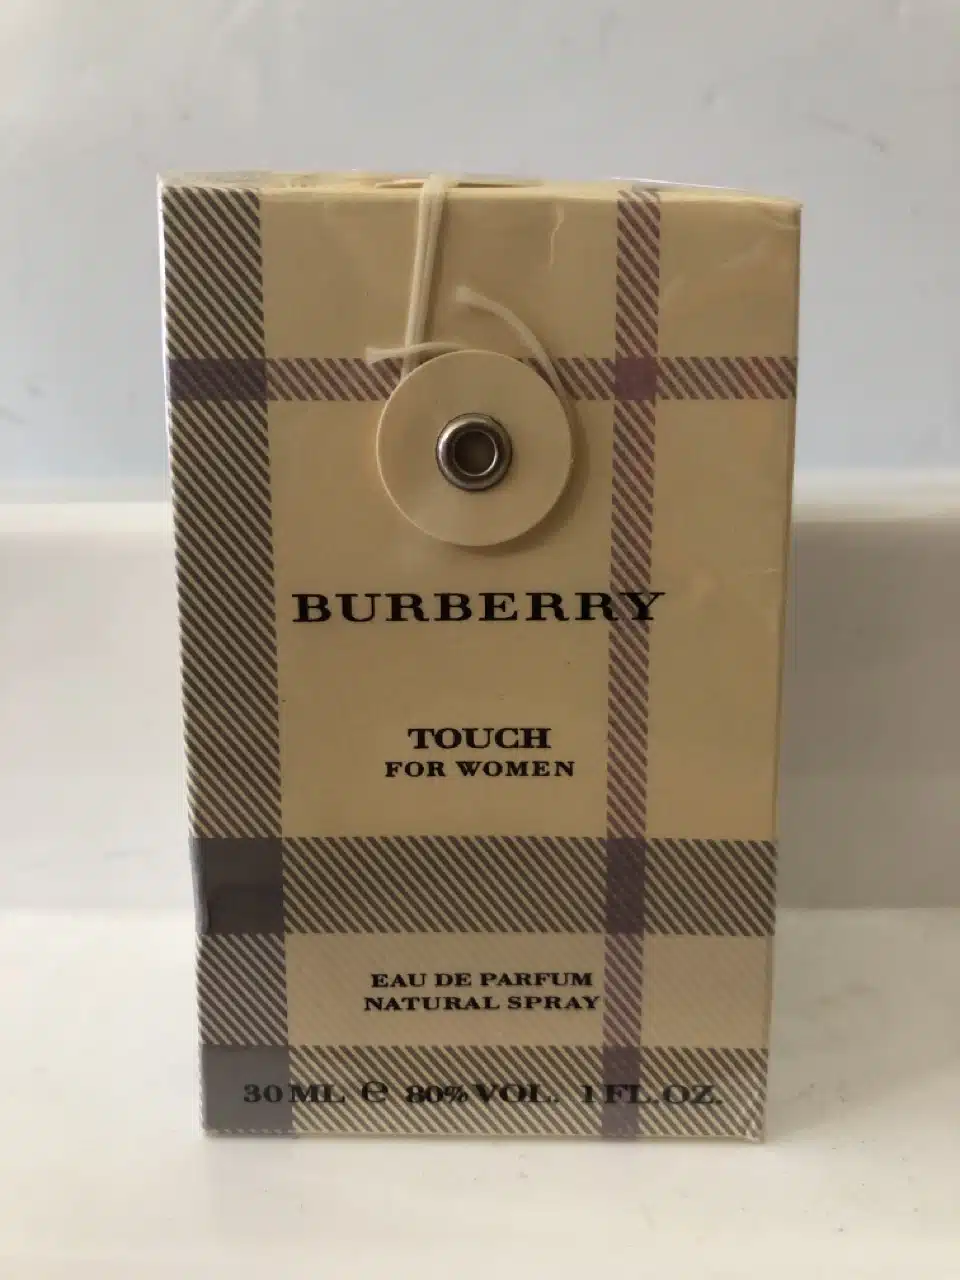 BURBERRY
TOUCH
FOR WOMEN
EAU DE PARFUM
NATURAL SPRAY
30 ML ℮ 80% VOL. 1 FL.OZ.